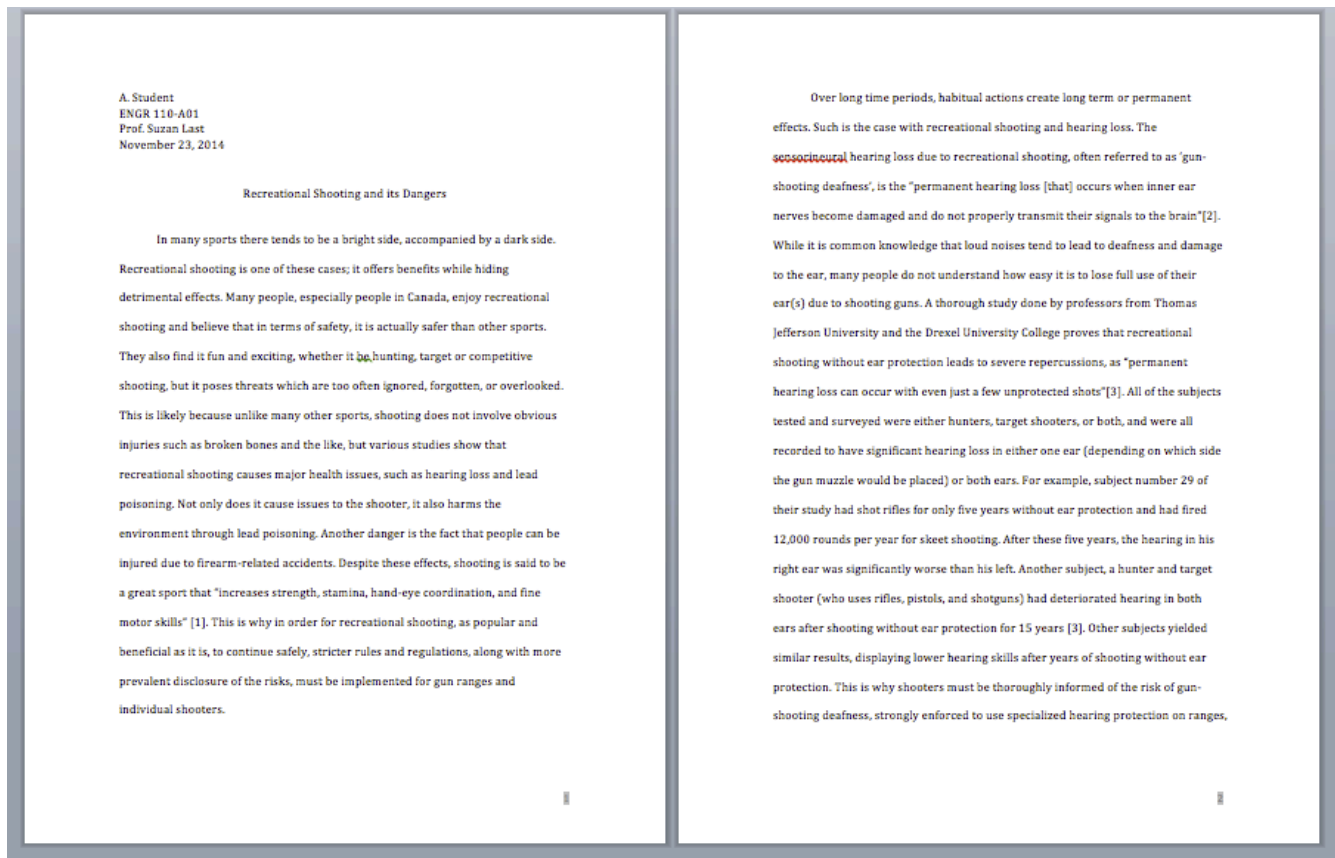 A. Student
ENGR 110-A01
Prof. Suzan Last
November 23, 2014
Recreational Shooting and its Dangers
In many sports there tends to be a bright side, accompanied by a dark side.
Recreational shooting is one of these cases; it offers benefits while hiding
detrimental effects. Many people, especially people in Canada, enjoy recreational
shooting and believe that in terms of safety, it is actually safer than other sports.
They also find it fun and exciting, whether it be hunting, target or competitive
shooting, but it poses threats which are too often ignored, forgotten, or overlooked.
This is likely because unlike many other sports, shooting does not involve obvious
injuries such as broken bones and the like, but various studies show that
recreational shooting causes major health issues, such as hearing loss and lead
poisoning. Not only does it cause issues to the shooter, it also harms the
environment through lead poisoning. Another danger is the fact that people can be
injured due to firearm-related accidents. Despite these effects, shooting is said to be
a great sport that "increases strength, stamina, hand-eye coordination, and fine
motor skills" [1]. This is why in order for recreational shooting, as popular and
beneficial as it is, to continue safely, stricter rules and regulations, along with more
prevalent disclosure of the risks, must be implemented for gun ranges and
individual shooters.
Over long time periods, habitual actions create long term or permanent
effects. Such is the case with recreational shooting and hearing loss. The
sensorineural hearing loss due to recreational shooting, often referred to as 'gun-
shooting deafness', is the "permanent hearing loss [that] occurs when inner ear
nerves become damaged and do not properly transmit their signals to the brain"[2].
While it is common knowledge that loud noises tend to lead to deafness and damage
to the ear, many people do not understand how easy it is to lose full use of their
ear(s) due to shooting guns. A thorough study done by professors from Thomas
Jefferson University and the Drexel University College proves that recreational
shooting without ear protection leads to severe repercussions, as "permanent
hearing loss can occur with even just a few unprotected shots"[3]. All of the subjects
tested and surveyed were either hunters, target shooters, or both, and were all
recorded to have significant hearing loss in either one ear (depending on which side
the gun muzzle would be placed) or both ears. For example, subject number 29 of
their study had shot rifles for only five years without ear protection and had fired
12,000 rounds per year for skeet shooting. After these five years, the hearing in his
right ear was significantly worse than his left. Another subject, a hunter and target
shooter (who uses rifles, pistols, and shotguns) had deteriorated hearing in both
ears after shooting without ear protection for 15 years [3]. Other subjects yielded
similar results, displaying lower hearing skills after years of shooting without ear
protection. This is why shooters must be thoroughly informed of the risk of gun-
shooting deafness, strongly enforced to use specialized hearing protection on ranges,